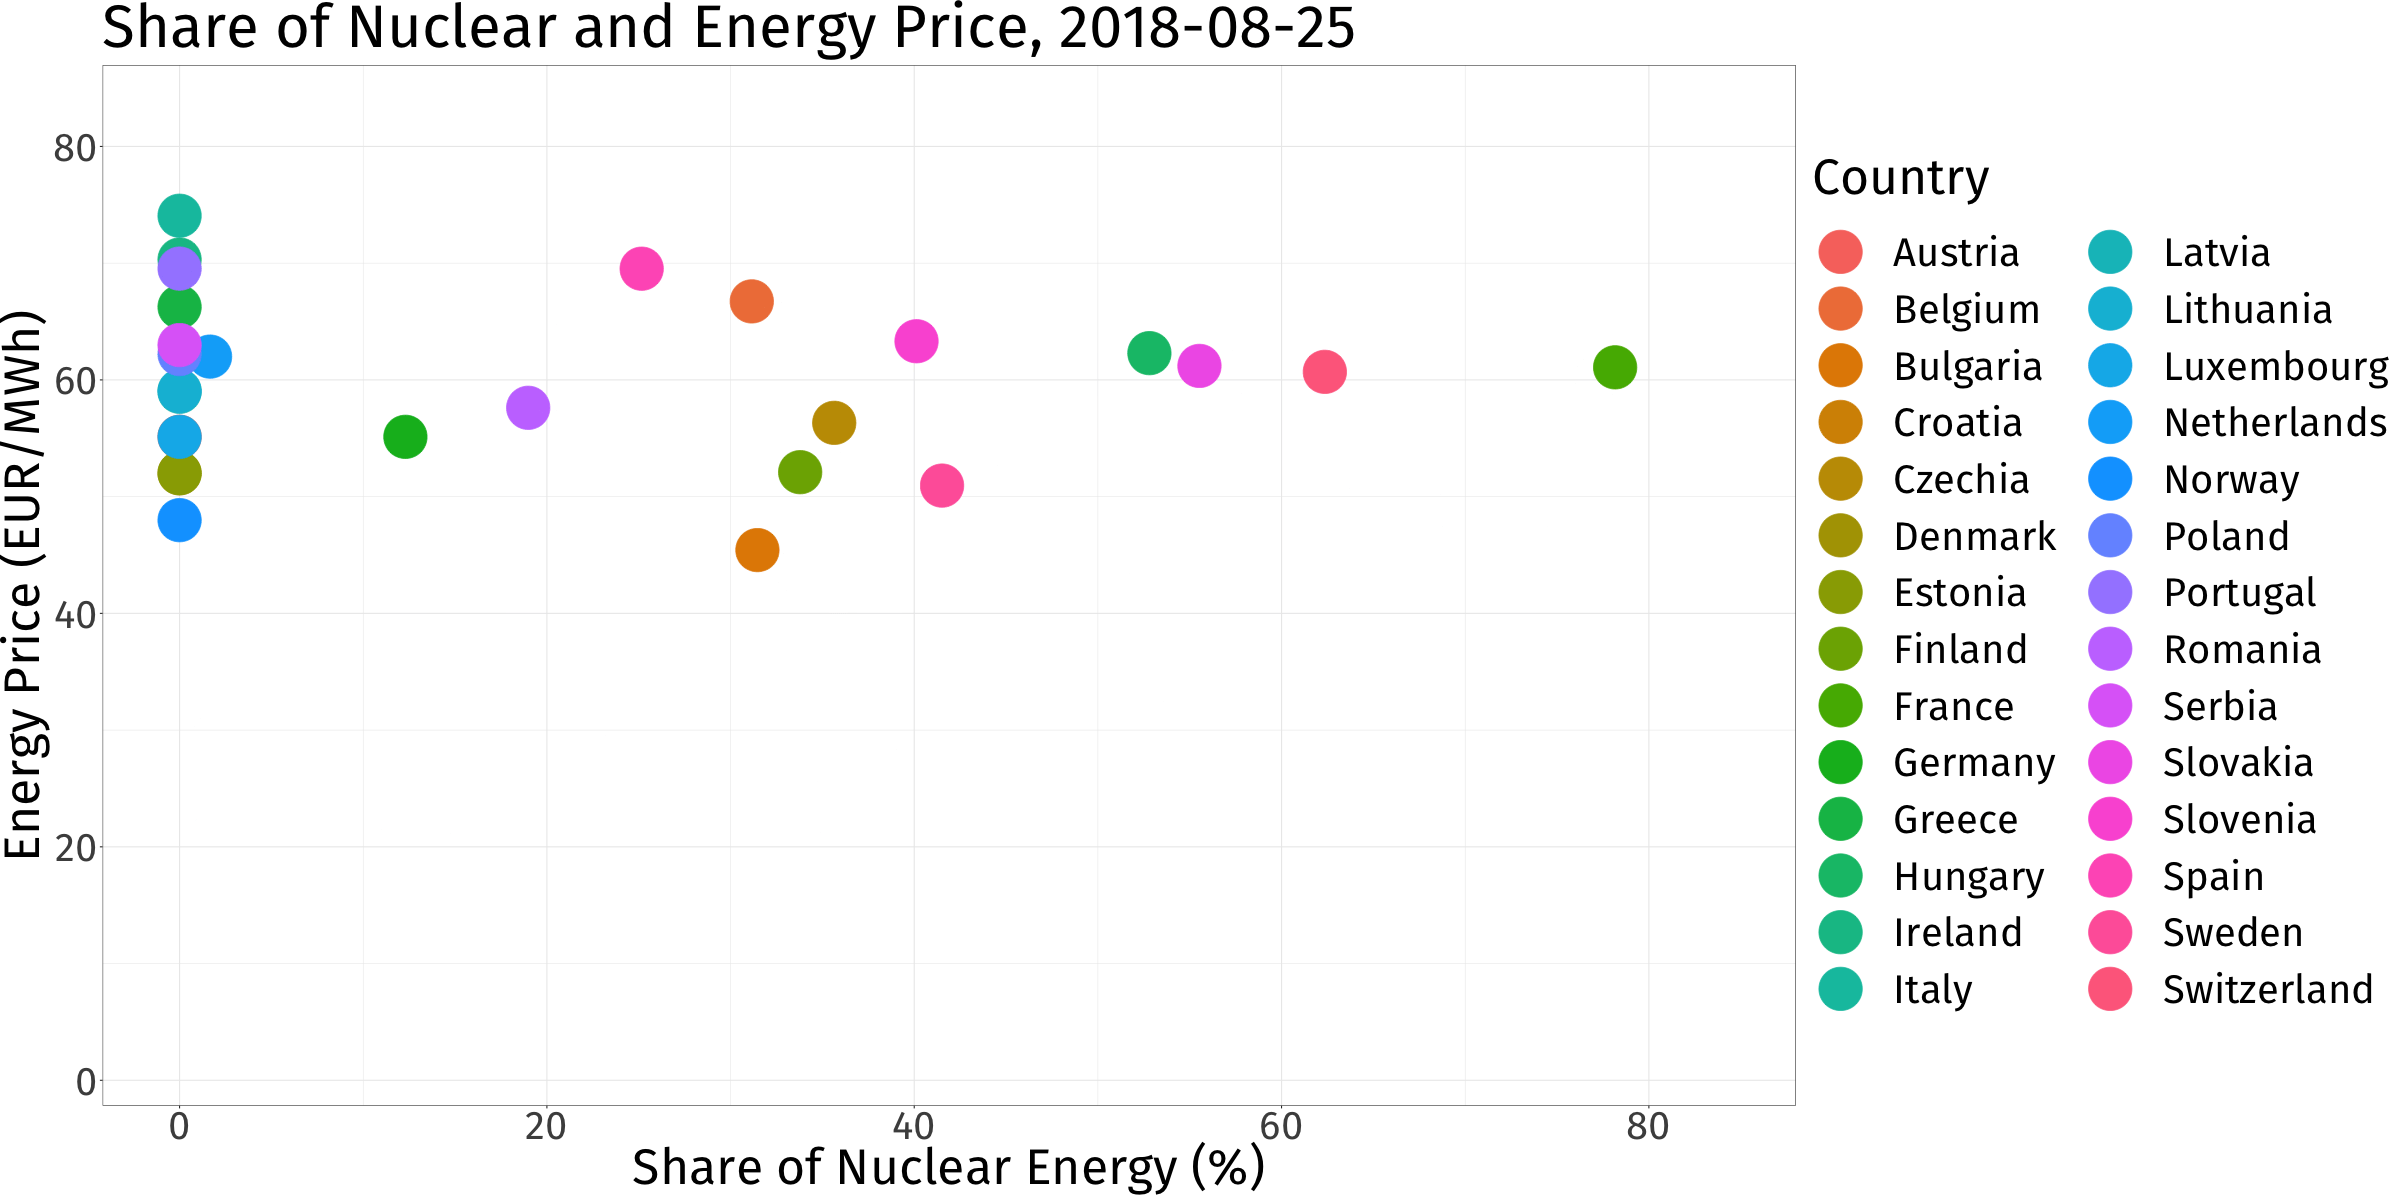 Share of Nuclear and Energy Price, 2018-08-25
Energy Price (EUR/MWh)
80
60
40
20
0
0 20 40 60 80
Share of Nuclear Energy (%)
Country
Austria
Belgium
Bulgaria
Croatia
Czechia
Denmark
Estonia
Finland
France
Germany
Greece
Hungary
Ireland
Italy
Latvia
Lithuania
Luxembourg
Netherlands
Norway
Poland
Portugal
Romania
Serbia
Slovakia
Slovenia
Spain
Sweden
Switzerland